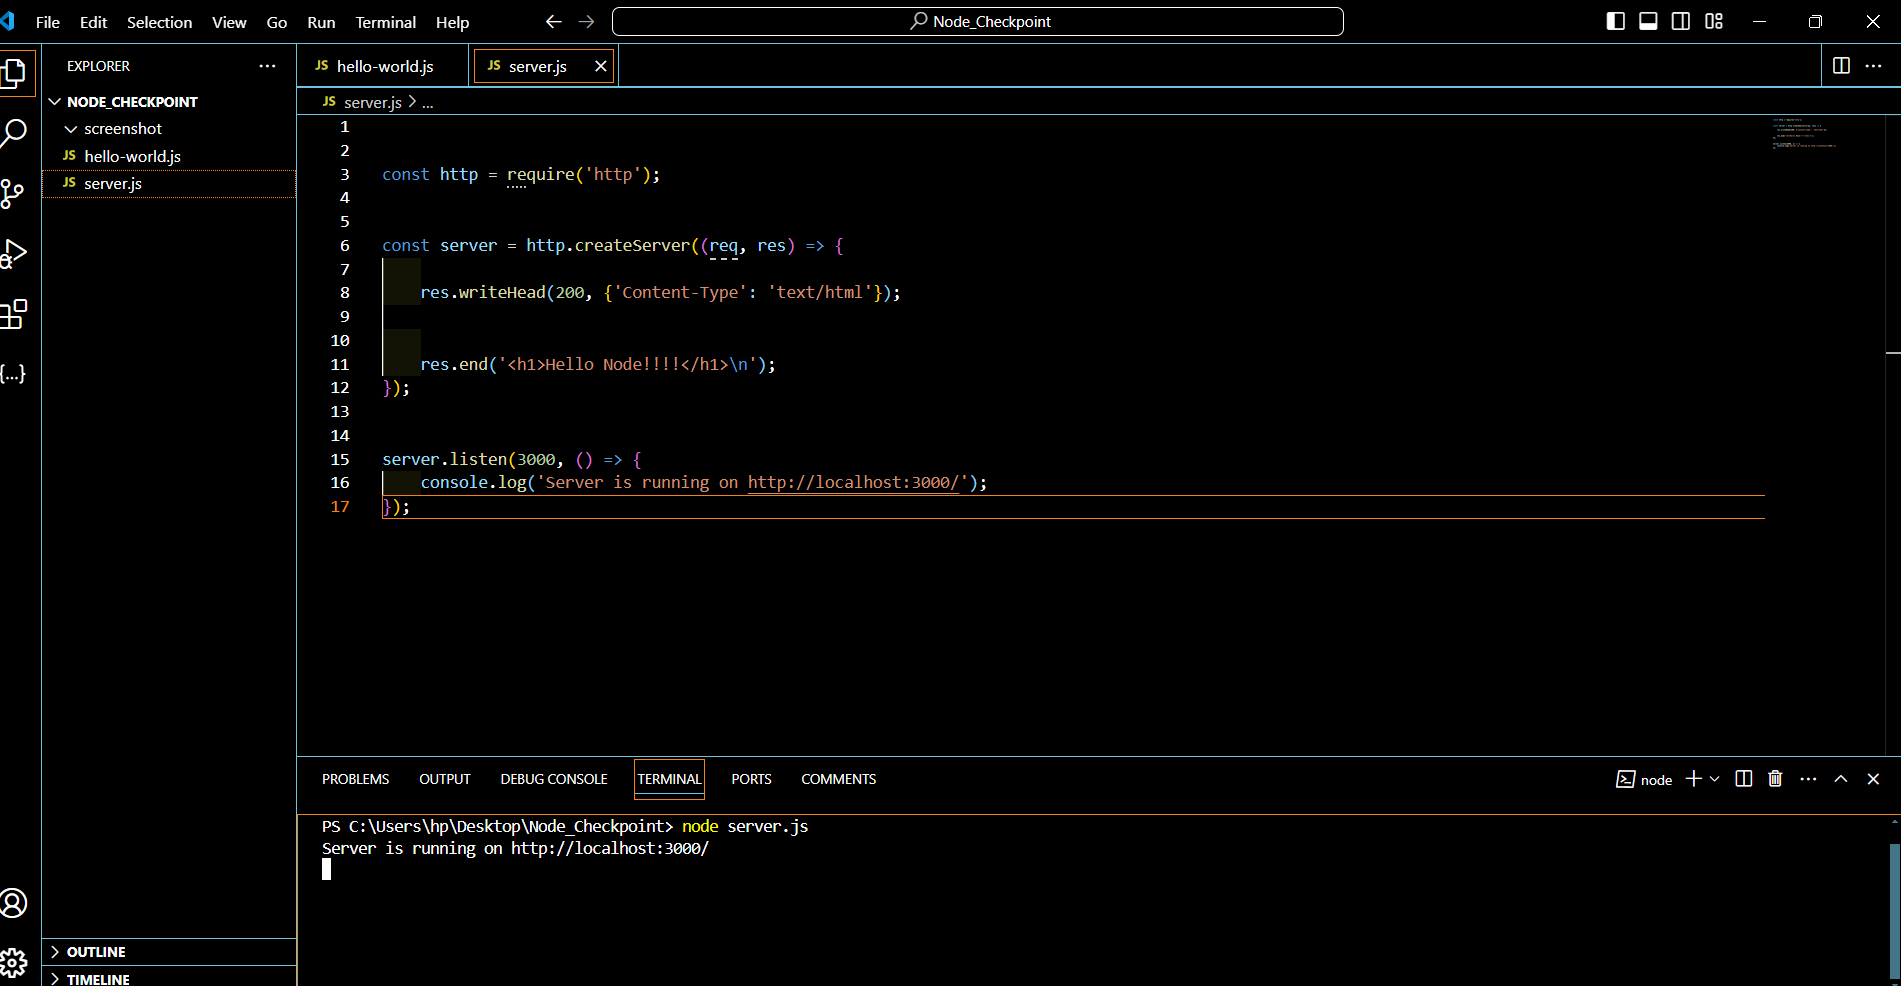 File Edit Selection View Go Run Terminal Help
Node_Checkpoint
EXPLORER
NODE_CHECKPOINT
screenshot
JS hello-world.js
JS server.js
OUTLINE
TIMELINE
JS hello-world.js
JS server.js
JS server.js > ...
1
2
3 const http = require('http');
4
5
6 const server = http.createServer((req, res) => {
7
8 res.writeHead(200, {'Content-Type': 'text/html'});
9
10
11 res.end('<h1>Hello Node!!!!</h1>\n');
12 });
13
14
15 server.listen(3000, () => {
16 console.log('Server is running on http://localhost:3000/');
17 });
PROBLEMS OUTPUT DEBUG CONSOLE TERMINAL PORTS COMMENTS
node
PS C:\Users\hp\Desktop\Node_Checkpoint> node server.js
Server is running on http://localhost:3000/